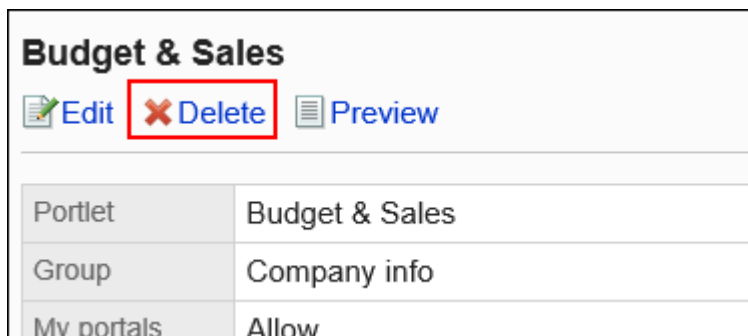 Budget & Sales
Edit Delete Preview
Portlet Budget & Sales
Group Company info
My portals Allow